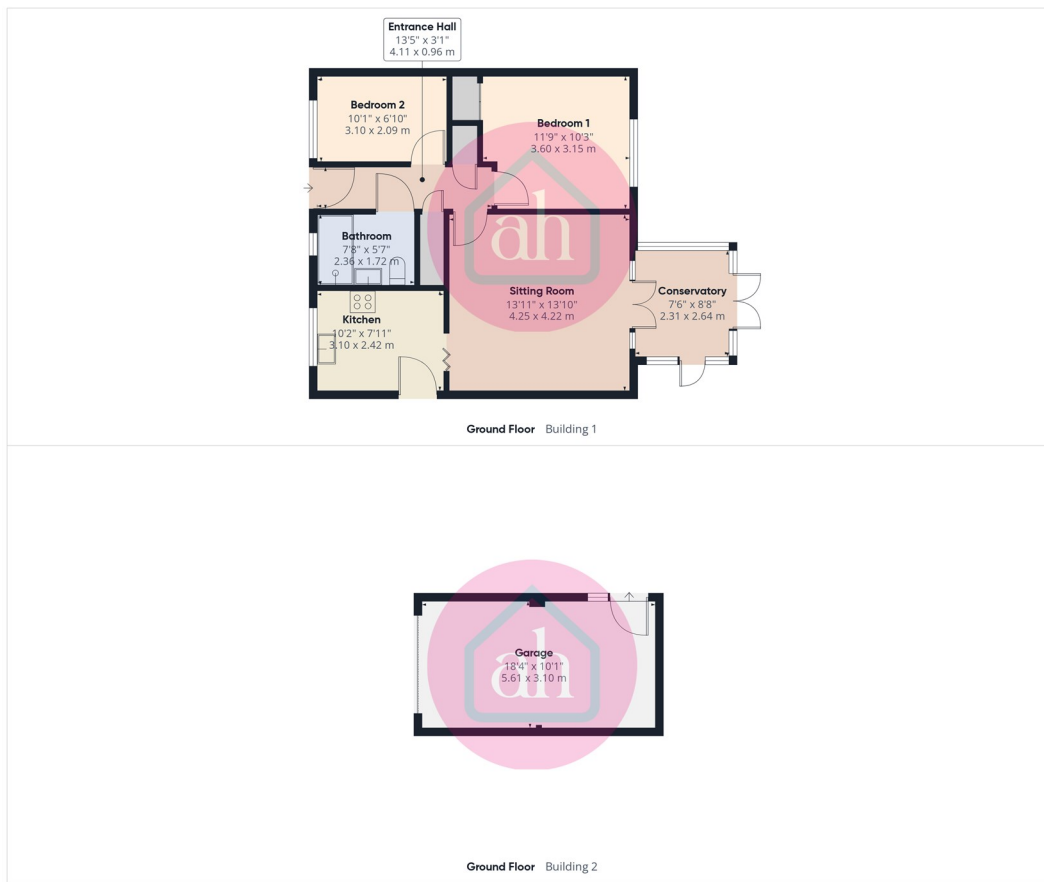 Entrance Hall
13'5" x 3'1"
4.11 x 0.96 m
Bedroom 2
10'1" x 6'10"
3.10 x 2.09 m
Bedroom 1
11'9" x 10'3"
3.60 x 3.15 m
Bathroom
7'8" x 5'7"
2.36 x 1.72 m
ah
Sitting Room
13'11" x 13'10"
4.25 x 4.22 m
Conservatory
7'6" x 8'8"
2.31 x 2.64 m
Kitchen
10'2" x 7'11"
3.10 x 2.42 m
Ground Floor Building 1
Garage
18'4" x 10'1"
5.61 x 3.10 m
ah
Ground Floor Building 2